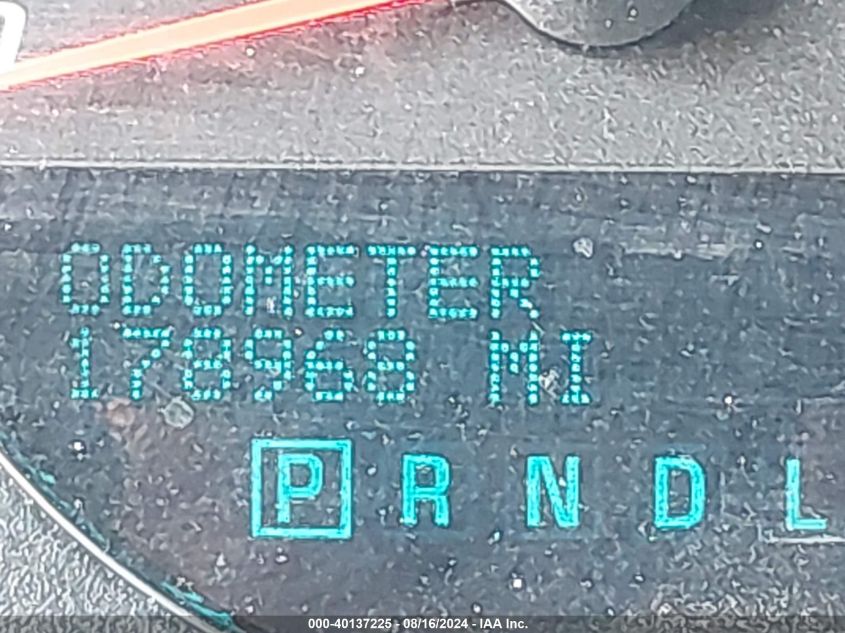 ODOMETER
178968 MI
P R N D L
000-40137225 - 08/16/2024 - IAA Inc.